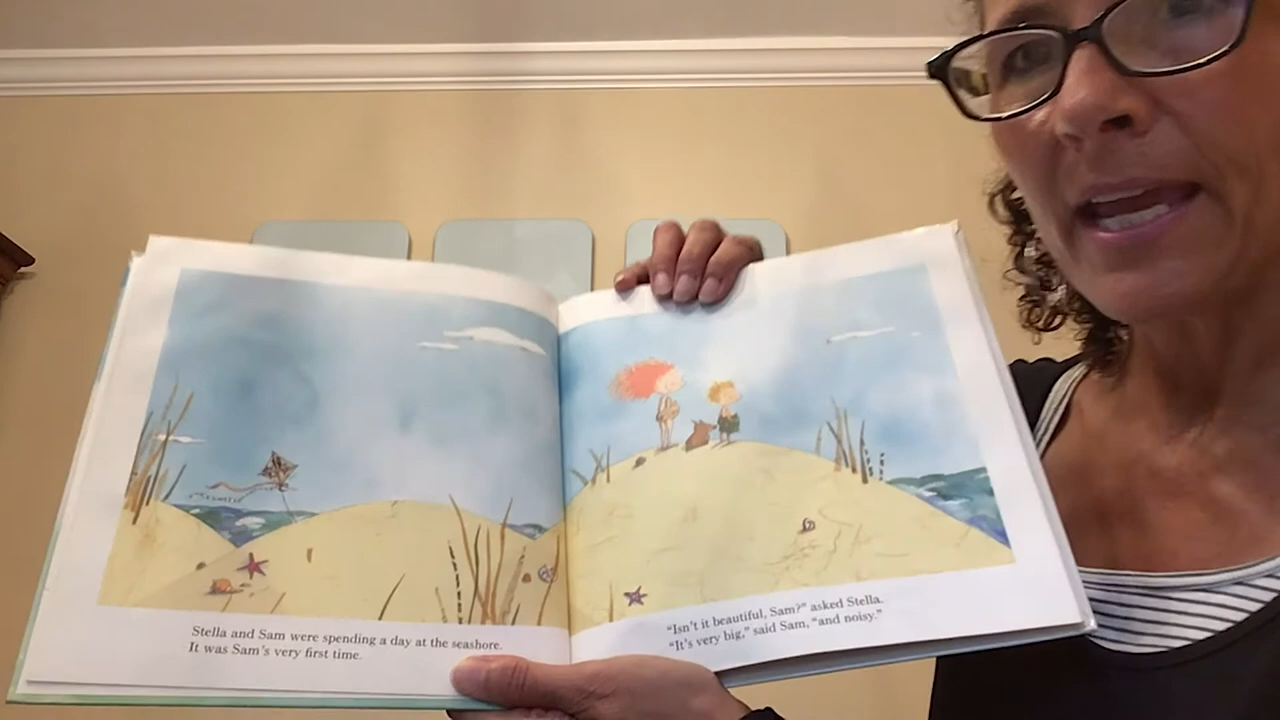 Stella and Sam were spending a day at the seashore.
It was Sam's very first time.
"Isn't it beautiful, Sam?" asked Stella.
"It's very big," said Sam, "and noisy."